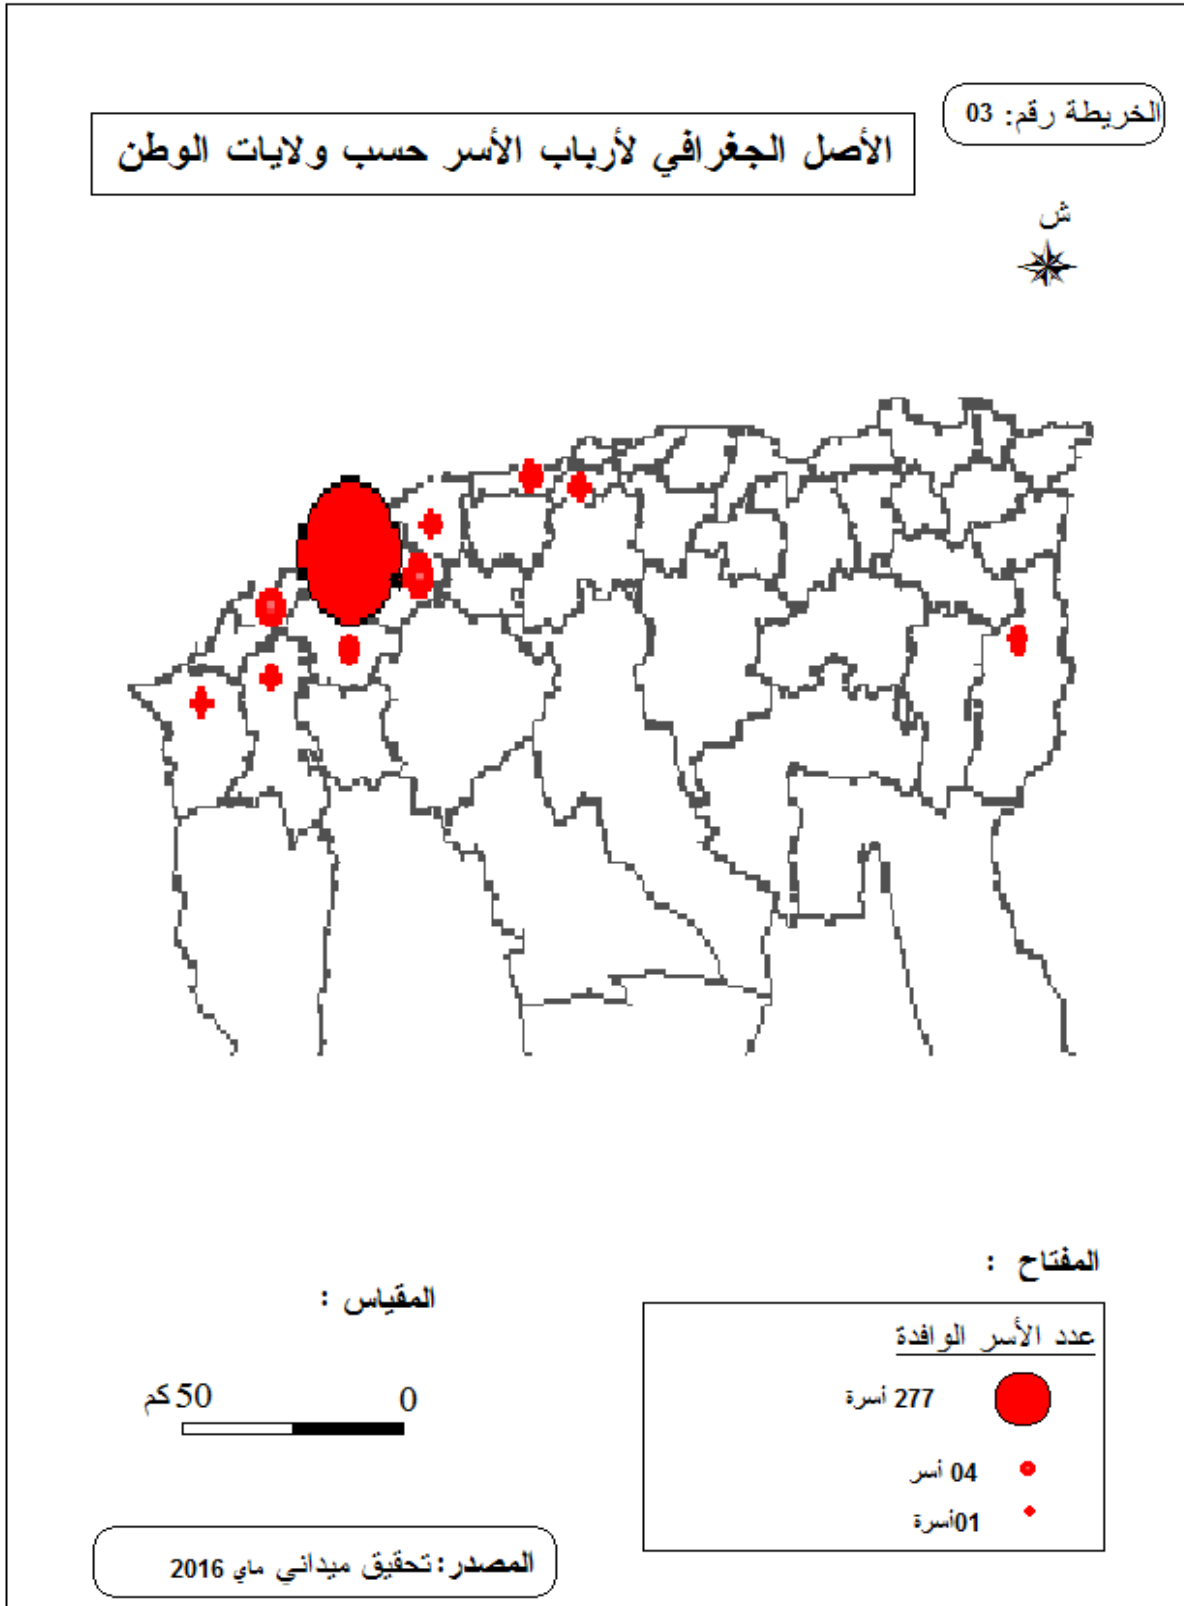 الخريطة رقم: 03
الأصل الجغرافي لأرباب الأسر حسب ولايات الوطن
ش
المفتاح :
عدد الأسر الوافدة
277 أسرة
04 أسر
01أسرة
المقياس :
0 50 كم
المصدر: تحقيق ميداني ماي 2016